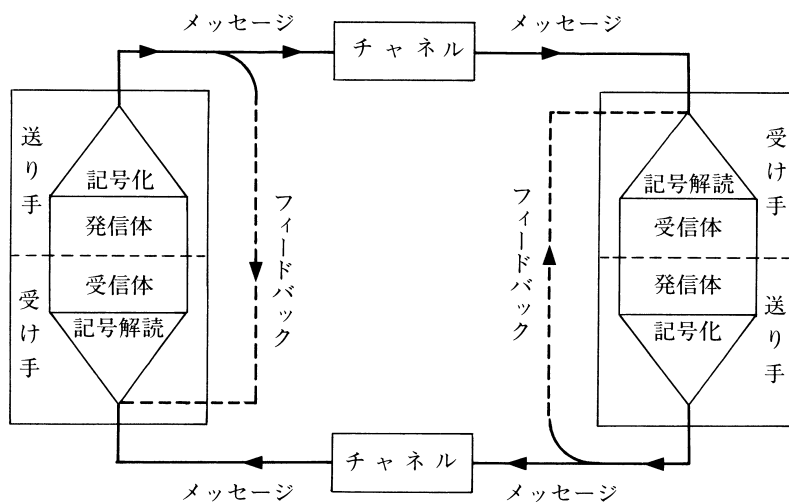 メッセージ
チャネル
メッセージ
送り手
記号化
発信体
受信体
記号解読
受け手
フィードバック
フィードバック
受け手
記号解読
受信体
発信体
記号化
送り手
メッセージ
チャネル
メッセージ